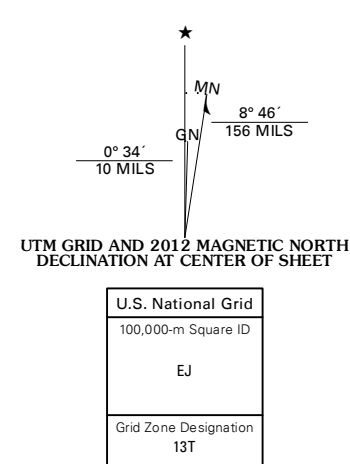 ★
MN
8° 46´
156 MILS
GN
0° 34´
10 MILS
UTM GRID AND 2012 MAGNETIC NORTH
DECLINATION AT CENTER OF SHEET
U.S. National Grid
100,000-m Square ID
EJ
Grid Zone Designation
13T